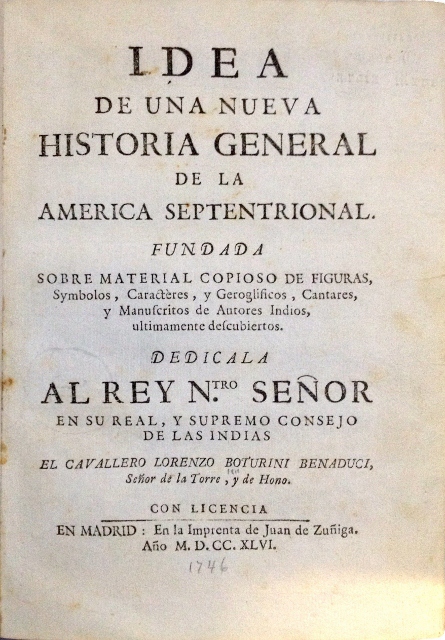 IDEA
DE UNA NUEVA
HISTORIA GENERAL
DE LA
AMERICA SEPTENTRIONAL.
FUNDADA
SOBRE MATERIAL COPIOSO DE FIGURAS,
Symbolos, Caractères, y Geroglificos, Cantares,
y Manuſcritos de Autores Indios,
ultimamente deſcubiertos.
DEDICALA
AL REY N.TRO SEÑOR
EN SU REAL, Y SUPREMO CONSEJO
DE LAS INDIAS
EL CAVALLERO LORENZO BOTURINI BENADUCI,
Señor de la Torre, y de Hono.
CON LICENCIA
EN MADRID: En la Imprenta de Juan de Zuñiga.
Año M. D. CC. XLVI.
1746